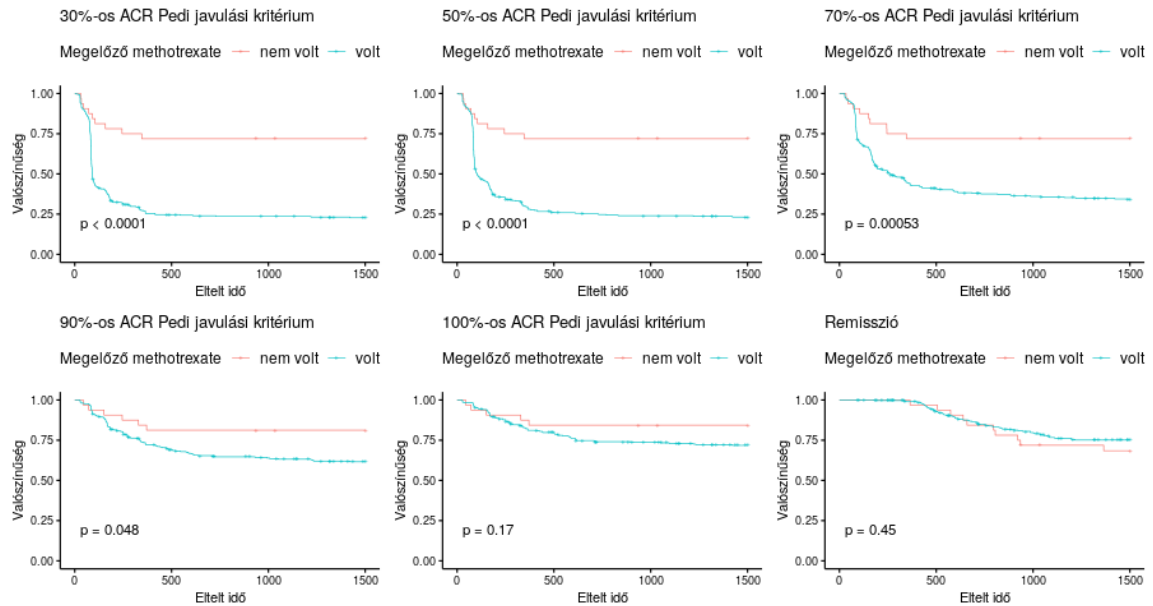 30%-os ACR Pedi javulási kritérium
Megelőző methotrexate nem volt volt
1.00
0.75
0.50
0.25
0.00
Valószínűség
p < 0.0001
0 500 1000 1500
Eltelt idő
50%-os ACR Pedi javulási kritérium
Megelőző methotrexate nem volt volt
1.00
0.75
0.50
0.25
0.00
Valószínűség
p < 0.0001
0 500 1000 1500
Eltelt idő
70%-os ACR Pedi javulási kritérium
Megelőző methotrexate nem volt volt
1.00
0.75
0.50
0.25
0.00
Valószínűség
p = 0.00053
0 500 1000 1500
Eltelt idő
90%-os ACR Pedi javulási kritérium
Megelőző methotrexate nem volt volt
1.00
0.75
0.50
0.25
0.00
Valószínűség
p = 0.048
0 500 1000 1500
Eltelt idő
100%-os ACR Pedi javulási kritérium
Megelőző methotrexate nem volt volt
1.00
0.75
0.50
0.25
0.00
Valószínűség
p = 0.17
0 500 1000 1500
Eltelt idő
Remisszió
Megelőző methotrexate nem volt volt
1.00
0.75
0.50
0.25
0.00
Valószínűség
p = 0.45
0 500 1000 1500
Eltelt idő